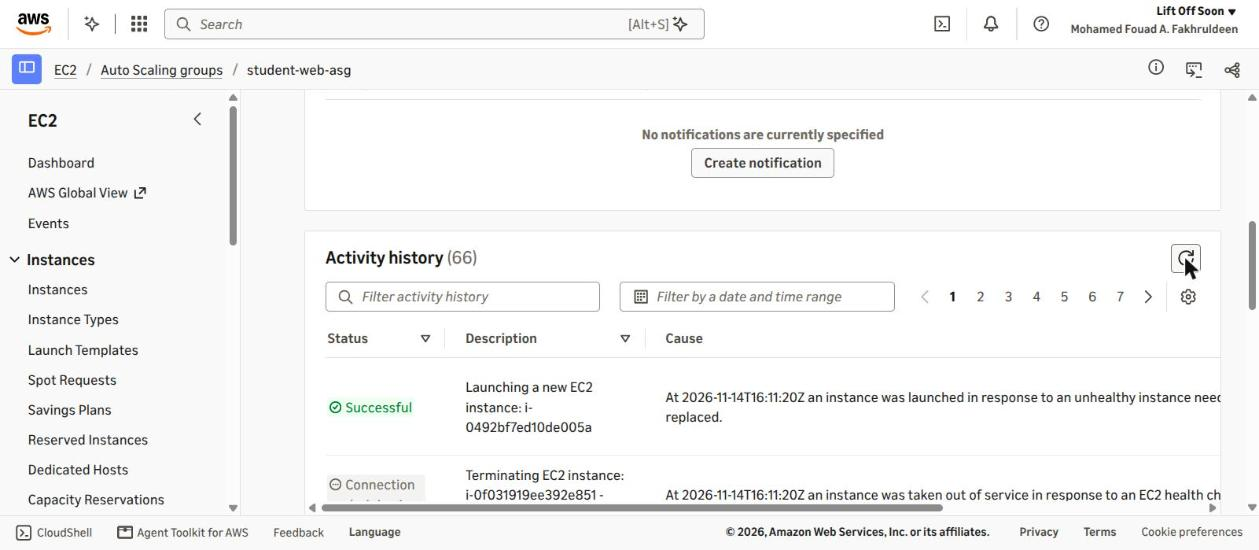 aws
Search [Alt+S]
Lift Off Soon ▼
Mohamed Fouad A. Fakhruldeen
EC2 / Auto Scaling groups / student-web-asg
EC2
Dashboard
AWS Global View
Events
Instances
Instances
Instance Types
Launch Templates
Spot Requests
Savings Plans
Reserved Instances
Dedicated Hosts
Capacity Reservations
No notifications are currently specified
Create notification
Activity history (66)
Filter activity history
Filter by a date and time range
1 2 3 4 5 6 7
Status Description Cause
Successful
Launching a new EC2
instance: i-
0492bf7ed10de005a
At 2026-11-14T16:11:20Z an instance was launched in response to an unhealthy instance need
replaced.
Connection
Terminating EC2 instance:
i-0f031919ee392e851 -
At 2026-11-14T16:11:20Z an instance was taken out of service in response to an EC2 health ch
CloudShell Agent Toolkit for AWS Feedback Language
© 2026, Amazon Web Services, Inc. or its affiliates. Privacy Terms Cookie preferences